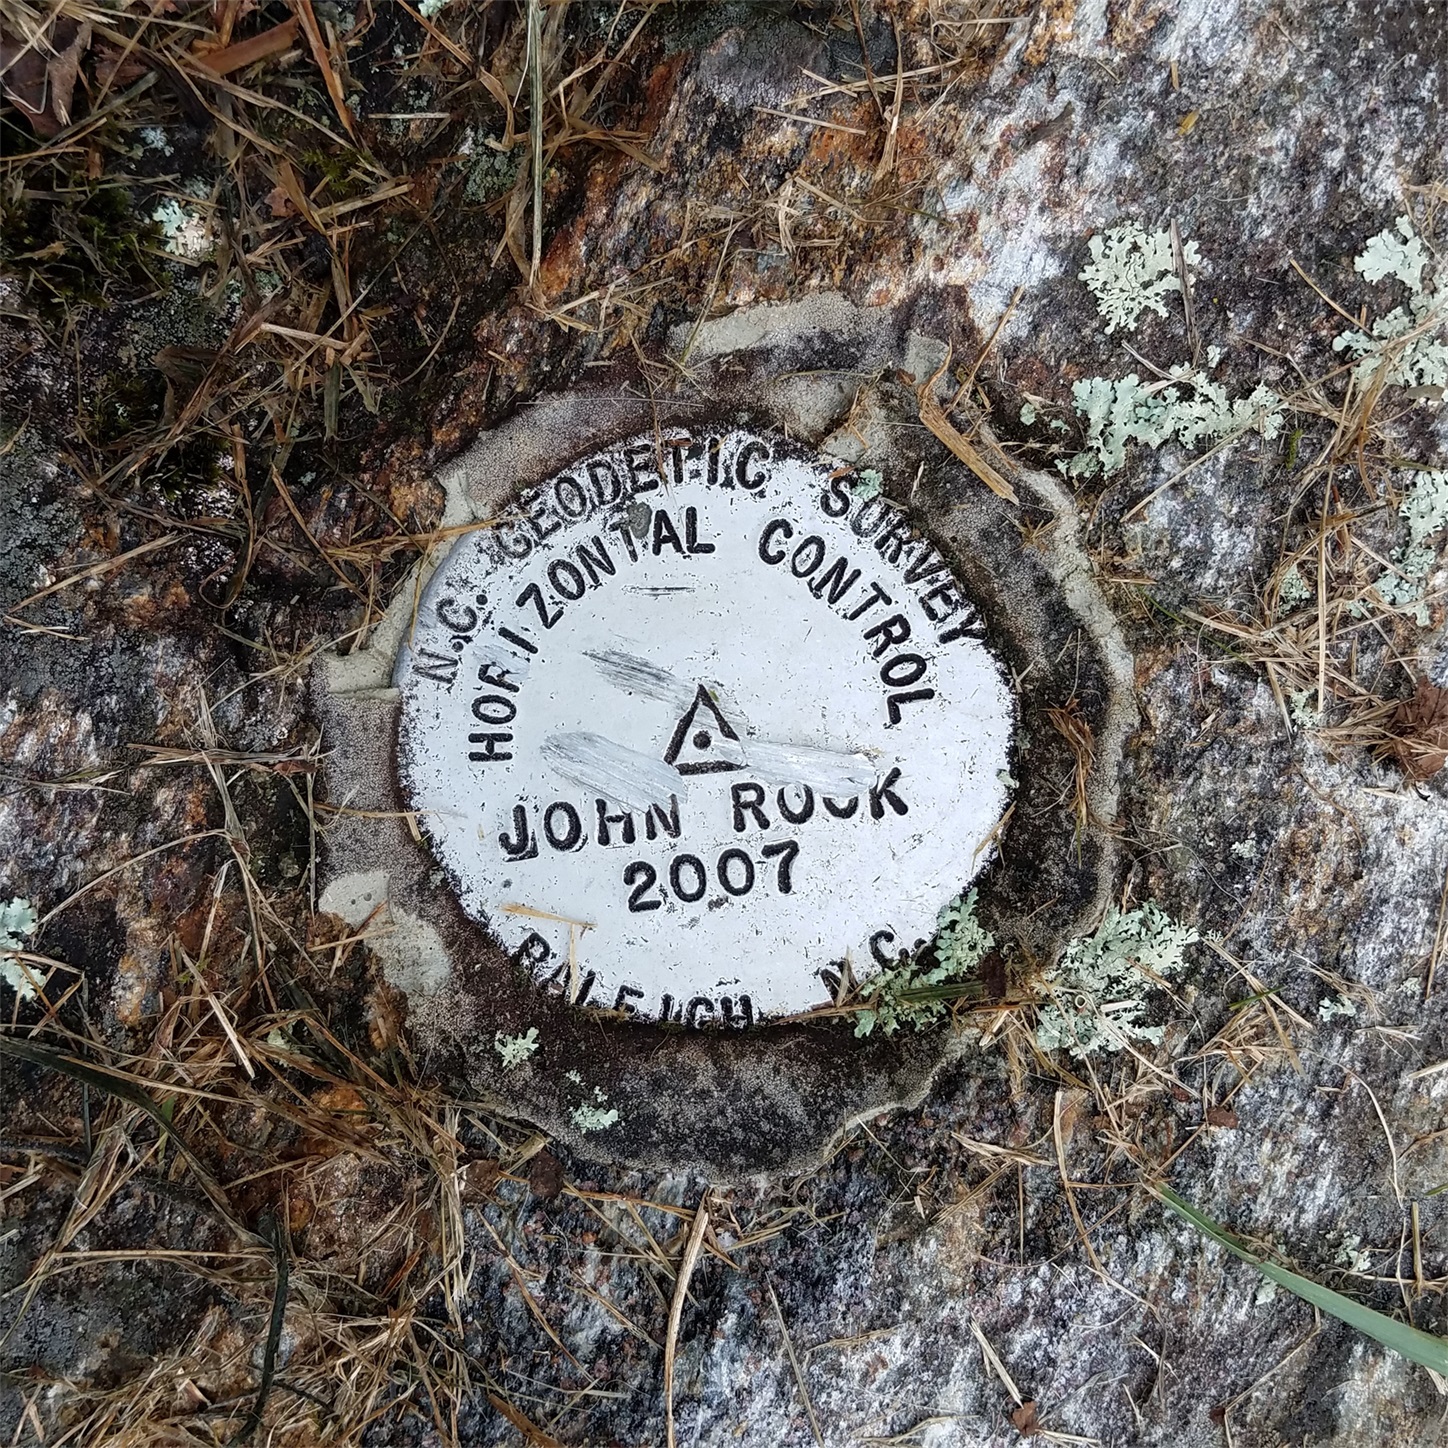 N.C. GEODETIC SURVEY
HORIZONTAL CONTROL
JOHN ROCK
2007
RALEIGH N.C.